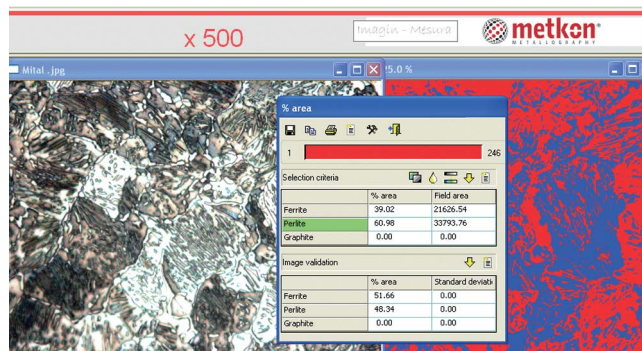 x 500
Imagin - Mesura
metkon
METALLOGRAPHY
Mital .jpg
25.0 %
% area
1 246
Selection criteria
% area Field area
Ferrite 39.02 21626.54
Perlite 60.98 33793.76
Graphite 0.00 0.00
Image validation
% area Standard deviati
Ferrite 51.66 0.00
Perlite 48.34 0.00
Graphite 0.00 0.00